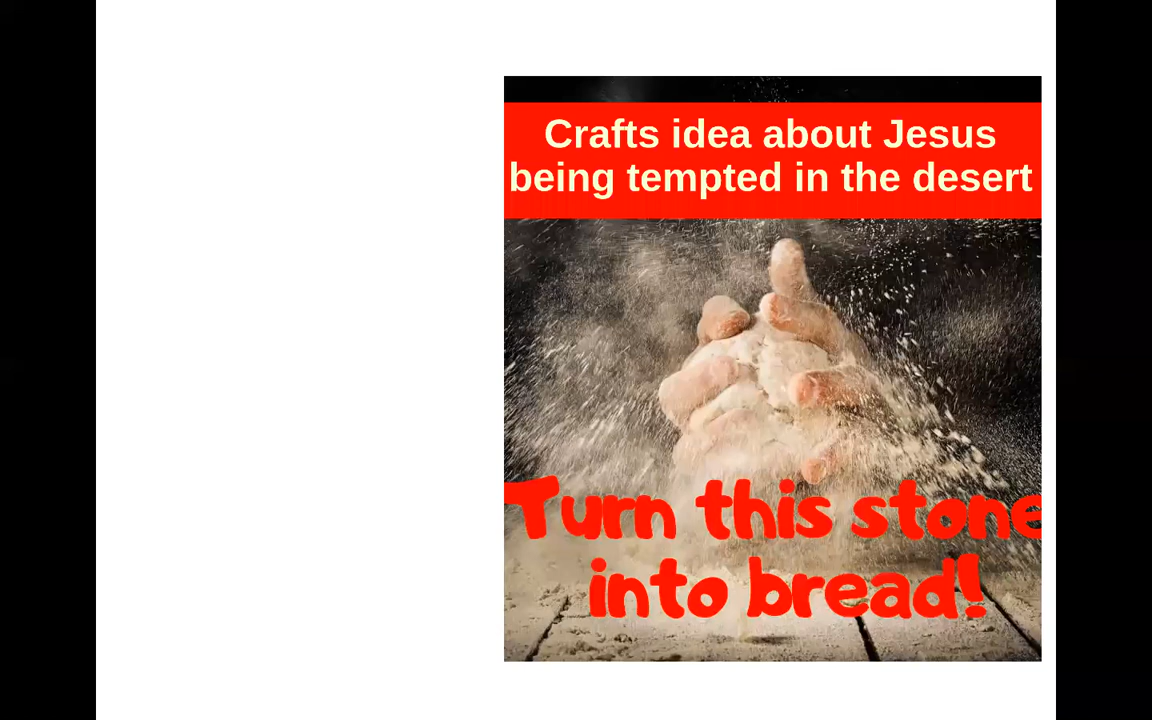 Crafts idea about Jesus
being tempted in the desert
Turn this stone
into bread!